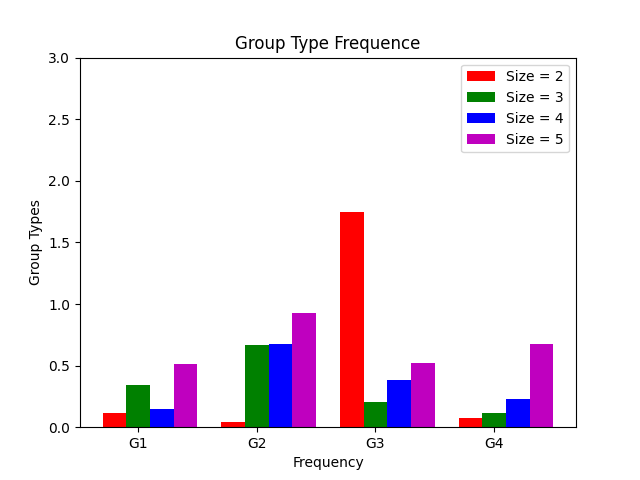 Group Type Frequence
3.0
2.5
2.0
1.5
1.0
0.5
0.0
Group Types
Size = 2
Size = 3
Size = 4
Size = 5
G1 G2 G3 G4
Frequency